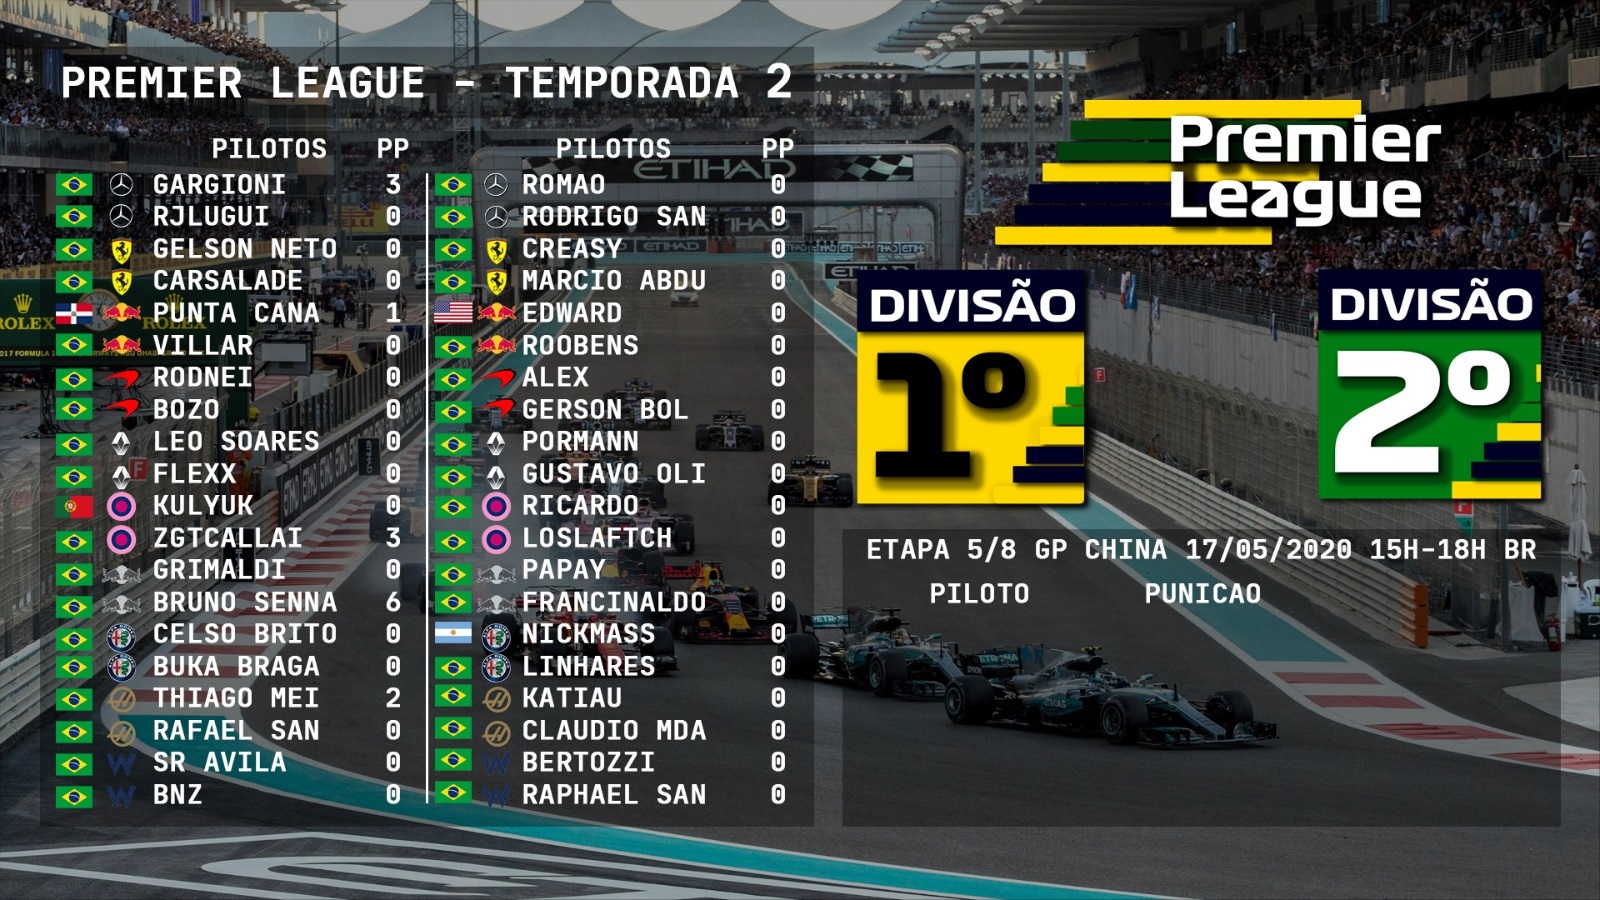 PREMIER LEAGUE - TEMPORADA 2
PILOTOS PP
GARGIONI 3
RJLUGUI 0
GELSON NETO 0
CARSALADE 0
PUNTA CANA 1
VILLAR 0
RODNEI 0
BOZO 0
LEO SOARES 0
FLEXX 0
KULYUK 0
ZGTCALLAI 3
GRIMALDI 0
BRUNO SENNA 6
CELSO BRITO 0
BUKA BRAGA 0
THIAGO MEI 2
RAFAEL SAN 0
SR AVILA 0
BNZ 0
PILOTOS PP
ROMAO 0
RODRIGO SAN 0
CREASY 0
MARCIO ABDU 0
EDWARD 0
ROOBENS 0
ALEX 0
GERSON BOL 0
PORMANN 0
GUSTAVO OLI 0
RICARDO 0
LOSLAFTCH 0
PAPAY 0
FRANCINALDO 0
NICKMASS 0
LINHARES 0
KATIAU 0
CLAUDIO MDA 0
BERTOZZI 0
RAPHAEL SAN 0
Premier
League
DIVISÃO
1º
DIVISÃO
2º
ETAPA 5/8 GP CHINA 17/05/2020 15H-18H BR
PILOTO PUNICAO
ETIHAD
ETIHAD
ETIHAD
ETIHAD
ROLEX
ROLEX